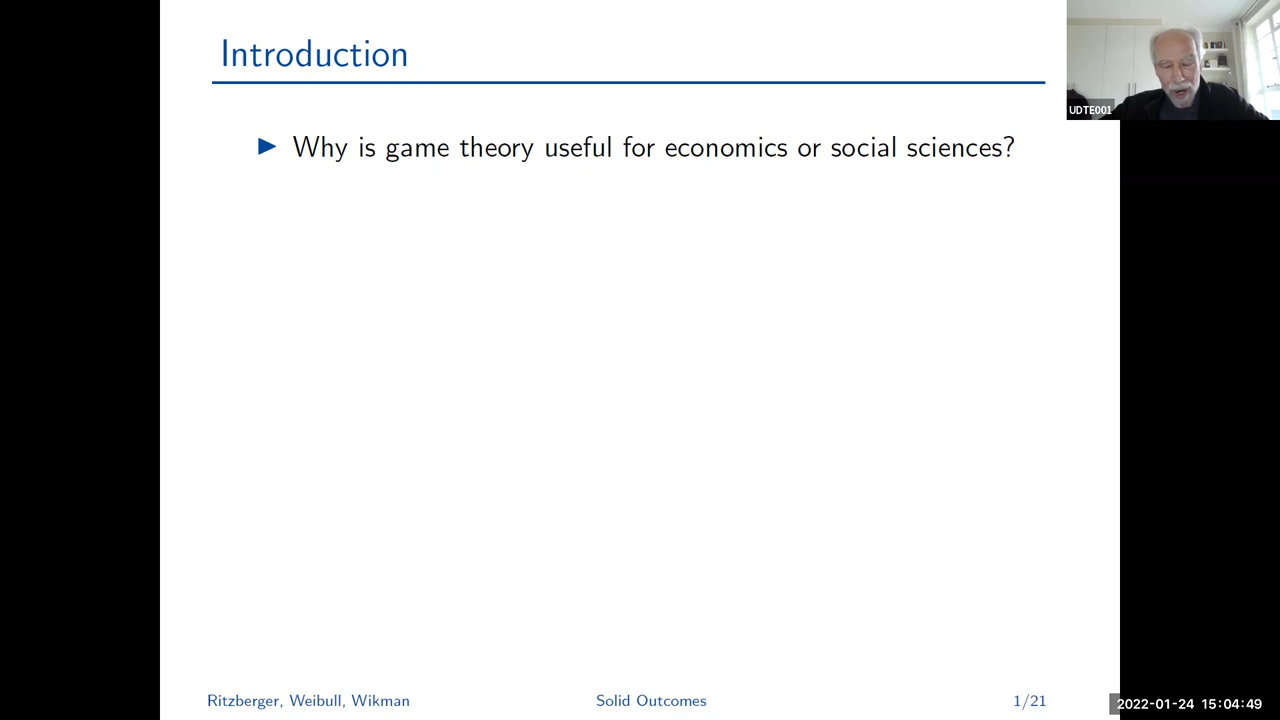 Introduction
UDTE001
▶ Why is game theory useful for economics or social sciences?
Ritzberger, Weibull, Wikman
Solid Outcomes
1/21
2022-01-24 15:04:49